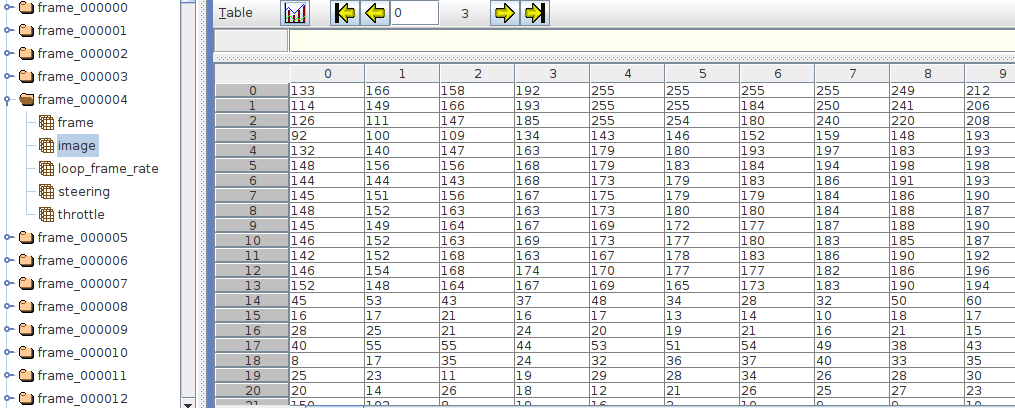 frame_000000
frame_000001
frame_000002
frame_000003
frame_000004
frame
image
loop_frame_rate
steering
throttle
frame_000005
frame_000006
frame_000007
frame_000008
frame_000009
frame_000010
frame_000011
frame_000012
Table 0 3
0 1 2 3 4 5 6 7 8 9
0 133 166 158 192 255 255 255 255 249 212
1 114 149 166 193 255 255 184 250 241 206
2 126 111 147 185 255 254 180 240 220 208
3 92 100 109 134 143 146 152 159 148 193
4 132 140 147 163 179 180 193 197 183 193
5 148 156 156 168 179 183 184 194 198 198
6 144 144 143 168 173 179 183 186 191 193
7 145 151 156 167 175 179 179 184 186 190
8 148 152 163 163 173 180 180 184 188 187
9 145 149 164 167 169 172 177 187 188 190
10 146 152 163 169 173 177 180 183 185 187
11 142 152 168 163 167 178 183 186 190 192
12 146 154 168 174 170 177 177 182 186 196
13 152 148 164 167 169 165 173 183 190 194
14 45 53 43 37 48 34 28 32 50 60
15 16 17 21 16 17 13 14 10 18 17
16 28 25 21 24 20 19 21 16 21 15
17 40 55 55 44 53 51 54 49 38 43
18 8 17 35 24 32 36 37 40 33 35
19 25 23 11 19 29 28 34 26 28 30
20 20 14 26 18 12 21 26 25 27 23